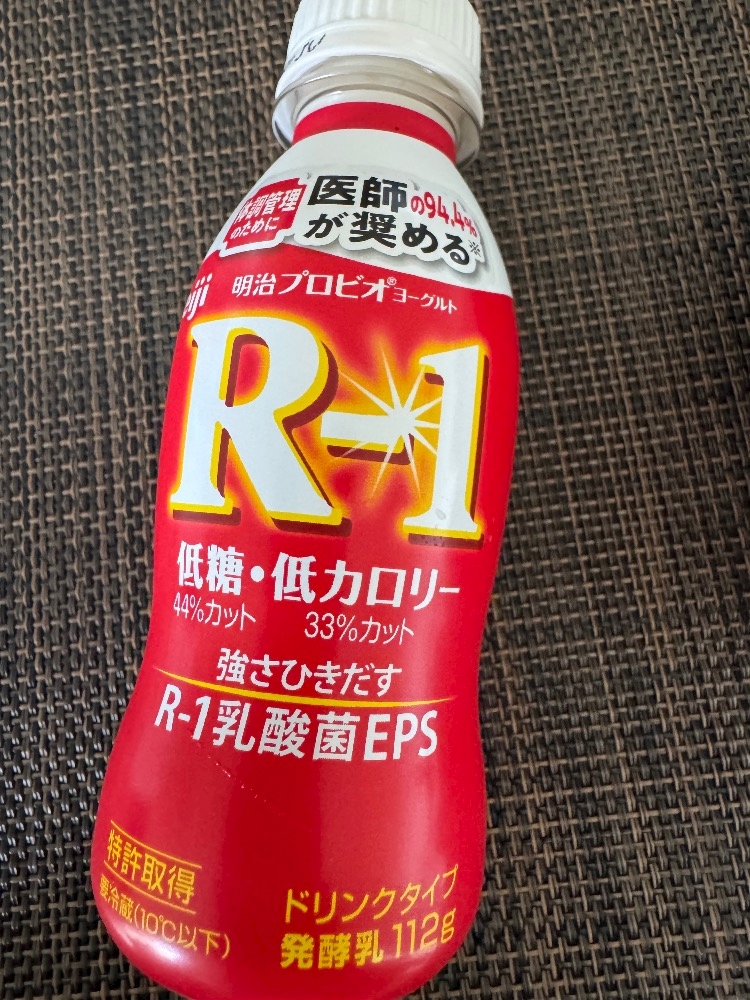 体調管理
のために
医師の94.4%
が奨める※
meiji
明治プロビオ®ヨーグルト
R-1
低糖・低カロリー
44%カット 33%カット
強さひきだす
R-1乳酸菌EPS
特許取得
要冷蔵(10℃以下)
ドリンクタイプ
発酵乳 112g